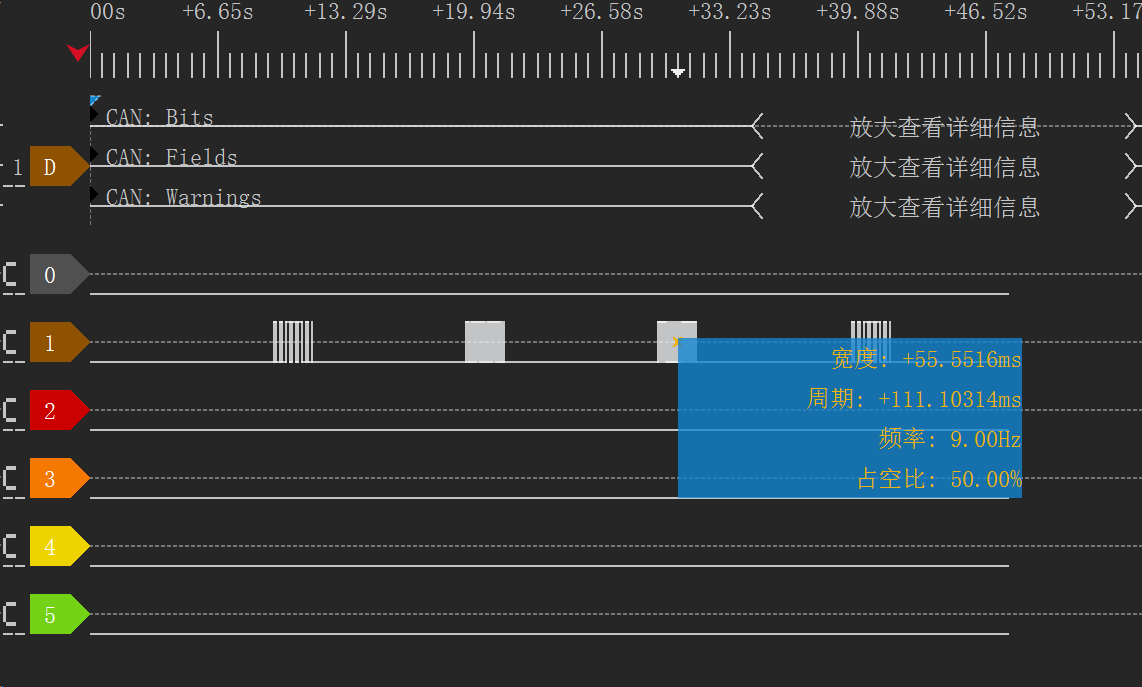 00s +6.65s +13.29s +19.94s +26.58s +33.23s +39.88s +46.52s +53.17
CAN: Bits 放大查看详细信息
1 D CAN: Fields 放大查看详细信息
CAN: Warnings 放大查看详细信息
0
1
宽度: +55.5516ms
周期: +111.10314ms
2
频率: 9.00Hz
3
占空比: 50.00%
4
5